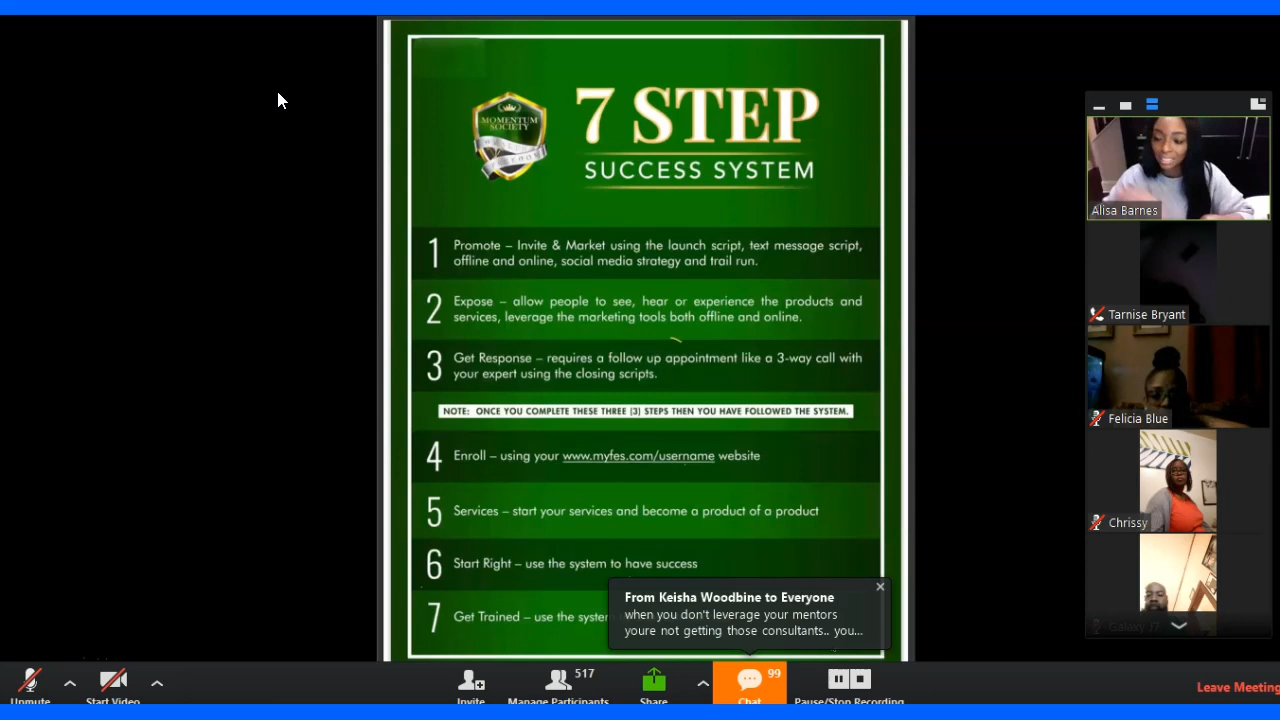 7 STEP
MOMENTUM
SOCIETY
SUCCESS SYSTEM
1
Promote – Invite & Market using the launch script, text message script,
offline and online, social media strategy and trail run.
2
Expose – allow people to see, hear or experience the products and
services, leverage the marketing tools both offline and online.
3
Get Response – requires a follow up appointment like a 3-way call with
your expert using the closing scripts.
NOTE: ONCE YOU COMPLETE THESE THREE (3) STEPS THEN YOU HAVE FOLLOWED THE SYSTEM.
4
Enroll – using your www.myfes.com/username website
5
Services – start your services and become a product of a product
6
Start Right – use the system to have success
7
Get Trained – use the system
From Keisha Woodbine to Everyone
when you don't leverage your mentors
youre not getting those consultants.. you...
Alisa Barnes
Tarnise Bryant
Felicia Blue
Chrissy
Galaxy J7
Unmute
Start Video
Invite
517
Manage Participants
Share
99
Chat
Pause/Stop Recording
Leave Meeting